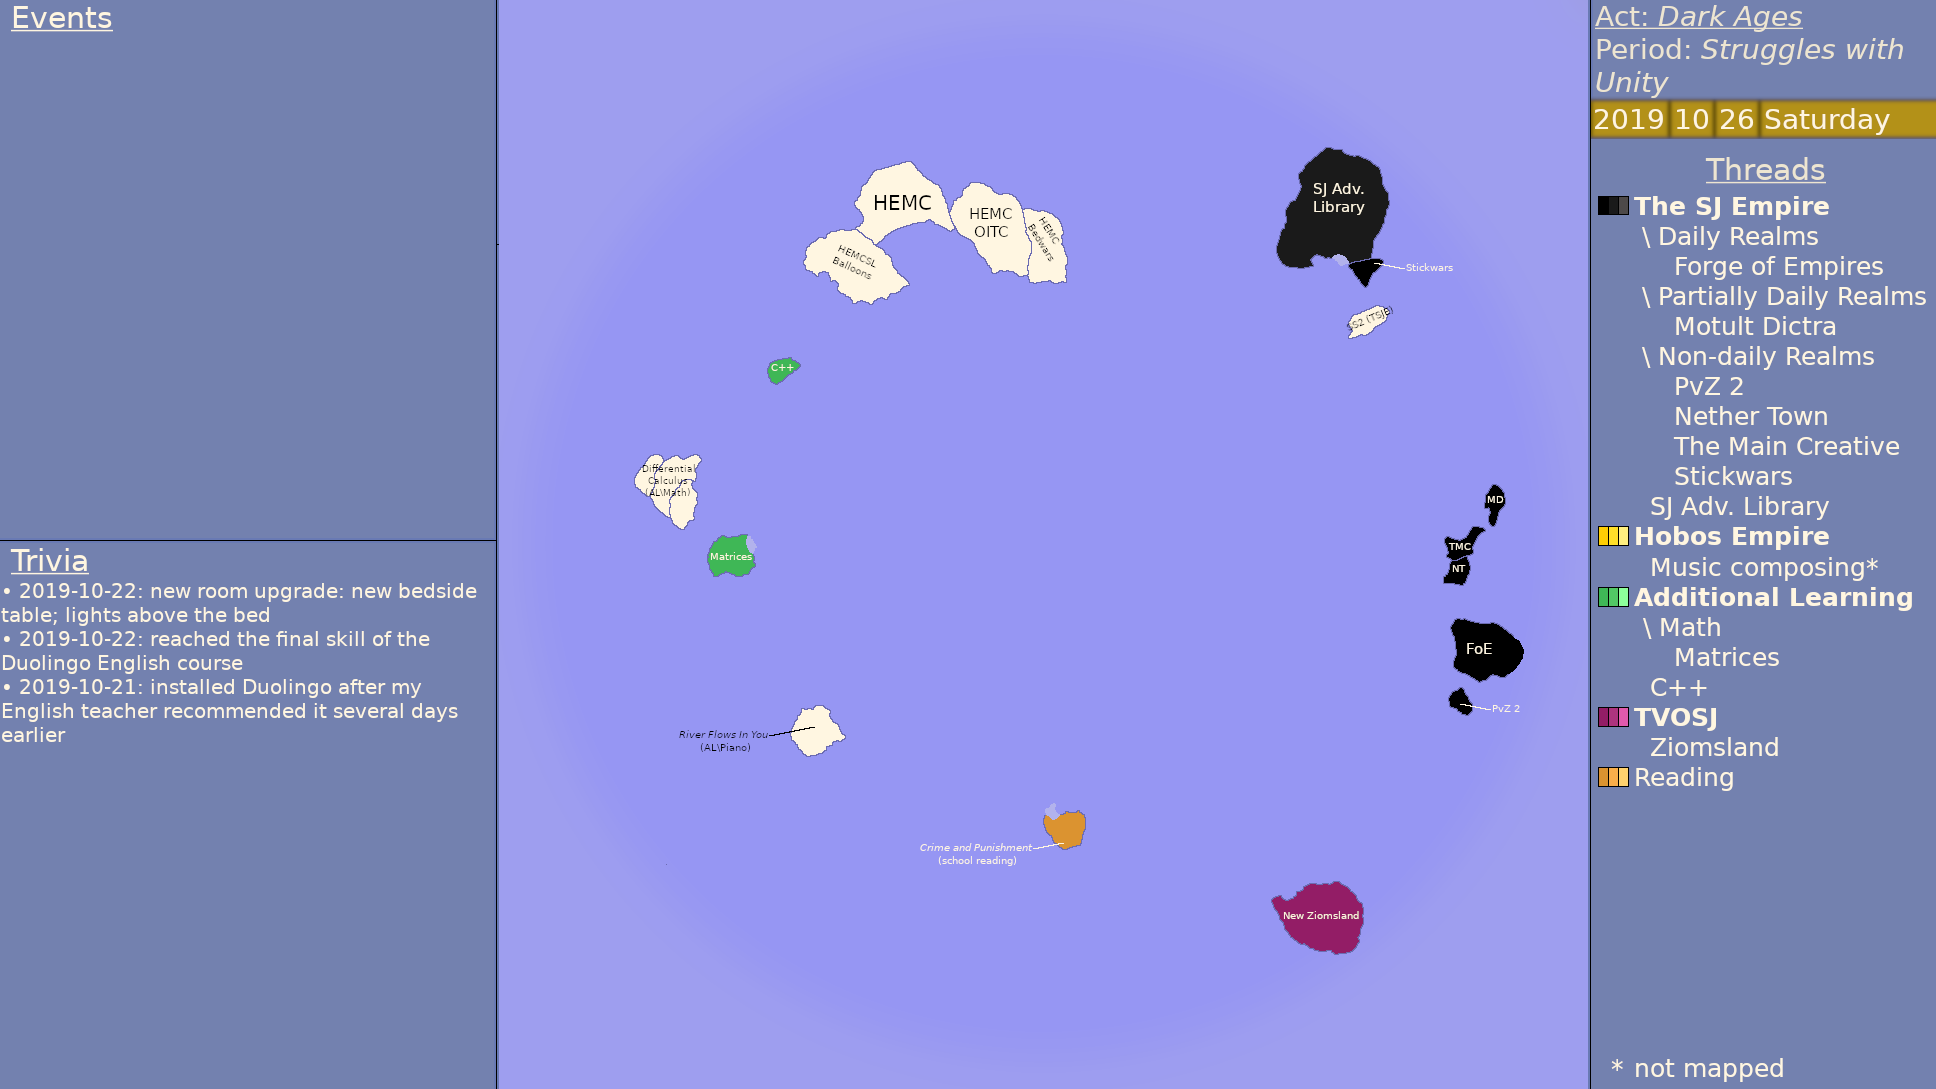 Events
Trivia
• 2019-10-22: new room upgrade: new bedside
table; lights above the bed
• 2019-10-22: reached the final skill of the
Duolingo English course
• 2019-10-21: installed Duolingo after my
English teacher recommended it several days
earlier
HEMC
HEMC
OITC
HEMC
Bedwars
HEMCSL
Balloons
SJ Adv.
Library
Stickwars
S2 (TSJE)
C++
Differential
Calculus
(AL\Math)
Matrices
MD
TMC
NT
FoE
PvZ 2
River Flows In You
(AL\Piano)
Crime and Punishment
(school reading)
New Ziomsland
Act: Dark Ages
Period: Struggles with
Unity
2019 10 26 Saturday
Threads
The SJ Empire
\ Daily Realms
Forge of Empires
\ Partially Daily Realms
Motult Dictra
\ Non-daily Realms
PvZ 2
Nether Town
The Main Creative
Stickwars
SJ Adv. Library
Hobos Empire
Music composing*
Additional Learning
\ Math
Matrices
C++
TVOSJ
Ziomsland
Reading
* not mapped